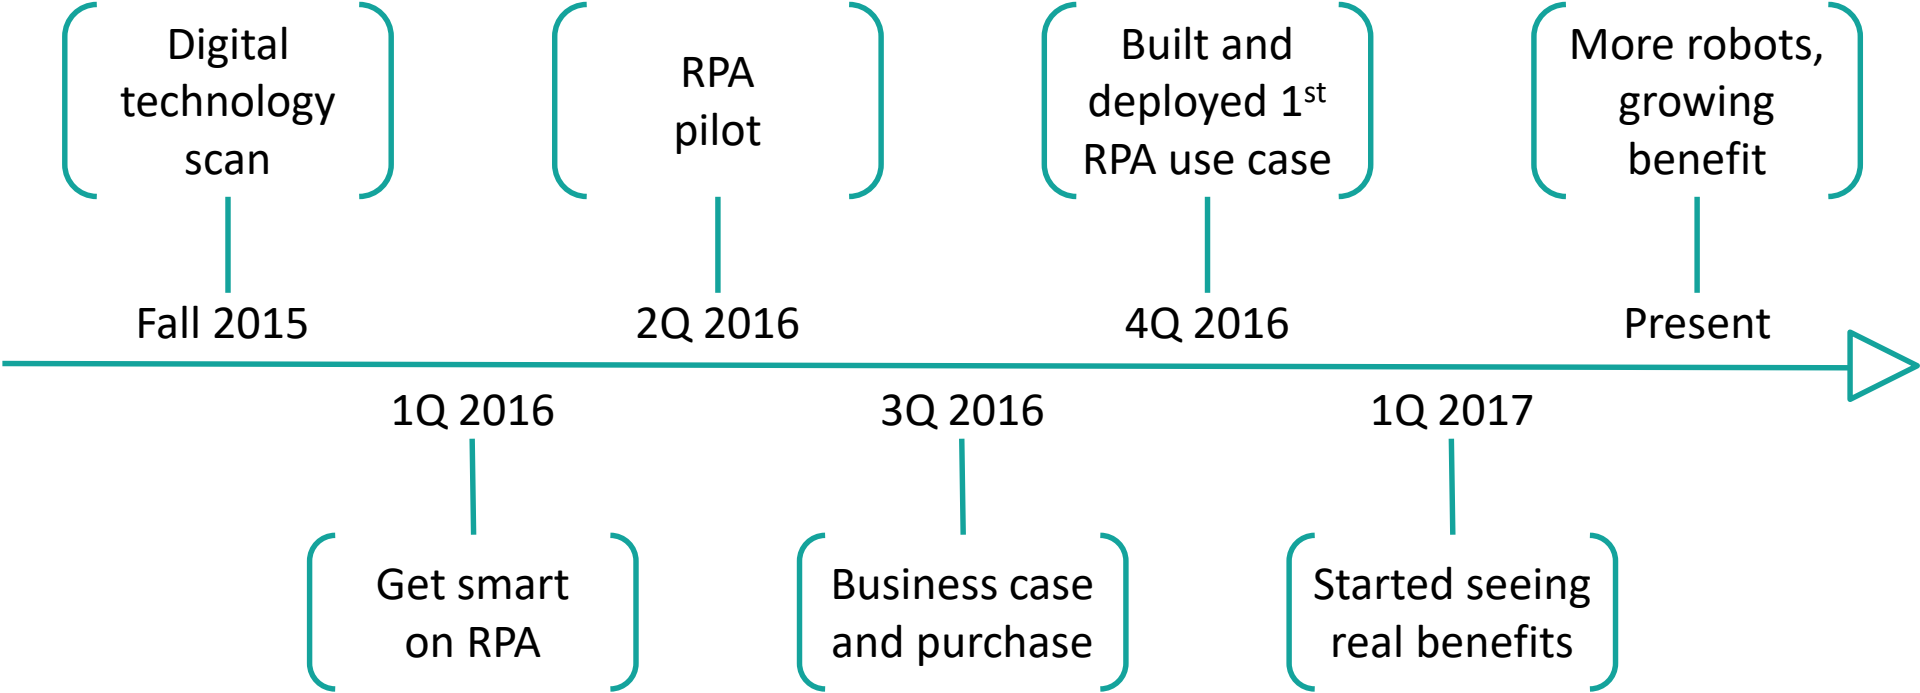 Digital
technology
scan
Fall 2015
1Q 2016
Get smart
on RPA
RPA
pilot
2Q 2016
3Q 2016
Business case
and purchase
Built and
deployed 1st
RPA use case
4Q 2016
1Q 2017
Started seeing
real benefits
More robots,
growing
benefit
Present